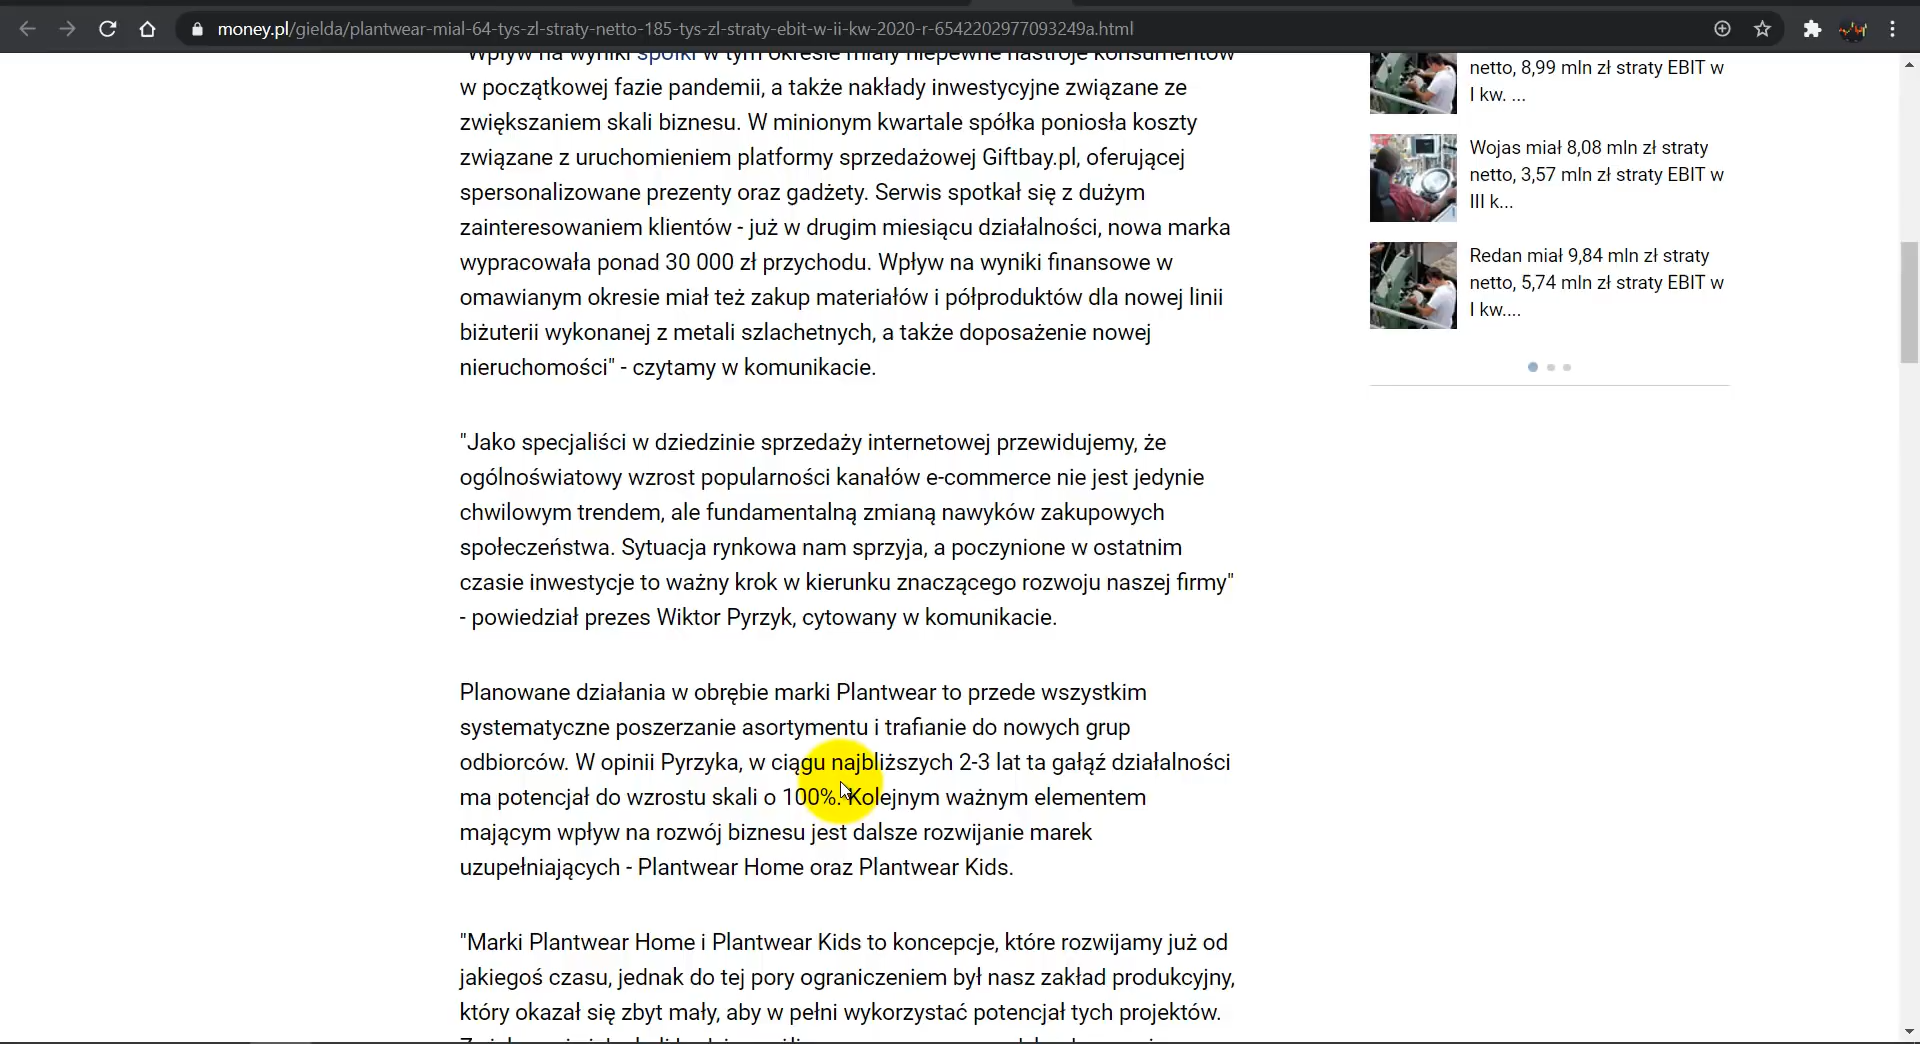 money.pl/gielda/plantwear-mial-64-tys-zl-straty-netto-185-tys-zl-straty-ebit-w-ii-kw-2020-r-6542202977093249a.html
"Wpływ na wyniki spółki w tym okresie miały niepewne nastroje konsumentów
w początkowej fazie pandemii, a także nakłady inwestycyjne związane ze
zwiększaniem skali biznesu. W minionym kwartale spółka poniosła koszty
związane z uruchomieniem platformy sprzedażowej Giftbay.pl, oferującej
spersonalizowane prezenty oraz gadżety. Serwis spotkał się z dużym
zainteresowaniem klientów - już w drugim miesiącu działalności, nowa marka
wypracowała ponad 30 000 zł przychodu. Wpływ na wyniki finansowe w
omawianym okresie miał też zakup materiałów i półproduktów dla nowej linii
biżuterii wykonanej z metali szlachetnych, a także doposażenie nowej
nieruchomości" - czytamy w komunikacie.
"Jako specjaliści w dziedzinie sprzedaży internetowej przewidujemy, że
ogólnoświatowy wzrost popularności kanałów e-commerce nie jest jedynie
chwilowym trendem, ale fundamentalną zmianą nawyków zakupowych
społeczeństwa. Sytuacja rynkowa nam sprzyja, a poczynione w ostatnim
czasie inwestycje to ważny krok w kierunku znaczącego rozwoju naszej firmy"
- powiedział prezes Wiktor Pyrzyk, cytowany w komunikacie.
Planowane działania w obrębie marki Plantwear to przede wszystkim
systematyczne poszerzanie asortymentu i trafianie do nowych grup
odbiorców. W opinii Pyrzyka, w ciągu najbliższych 2-3 lat ta gałąź działalności
ma potencjał do wzrostu skali o 100%. Kolejnym ważnym elementem
mającym wpływ na rozwój biznesu jest dalsze rozwijanie marek
uzupełniających - Plantwear Home oraz Plantwear Kids.
"Marki Plantwear Home i Plantwear Kids to koncepcje, które rozwijamy już od
jakiegoś czasu, jednak do tej pory ograniczeniem był nasz zakład produkcyjny,
który okazał się zbyt mały, aby w pełni wykorzystać potencjał tych projektów.
netto, 8,99 mln zł straty EBIT w
I kw. ...
Wojas miał 8,08 mln zł straty
netto, 3,57 mln zł straty EBIT w
III k...
Redan miał 9,84 mln zł straty
netto, 5,74 mln zł straty EBIT w
I kw....